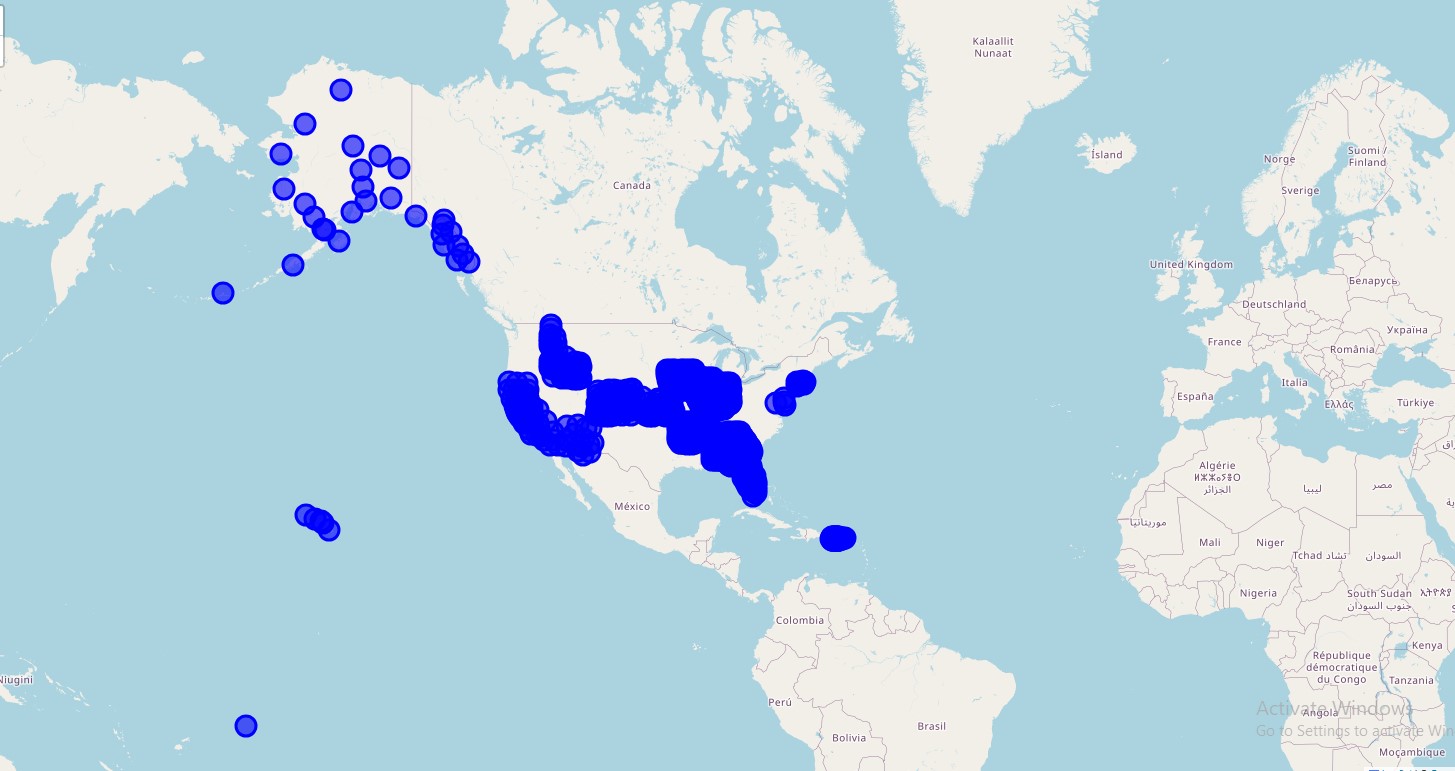 Kalaallit
Nunaat
Ísland
Norge
Suomi /
Finland
Sverige
Canada
United Kingdom
Беларусь
Deutschland
Україна
France
România
Italia
España
Ελλάς
Türkiye
México
Algérie
ⵍⵣⵣⴰⵢⴻⵔ
الجزائر
ليبيا
مصر
موريتانيا
Mali
Niger
Tchad تشاد
السودان
Nigeria
South Sudan
جنوب السودان
Colombia
Kenya
République
démocratique
du Congo
Tanzania
Niugini
Perú
Brasil
Angola
Bolivia
Moçambique
Activate Windows
Go to Settings to activate Win